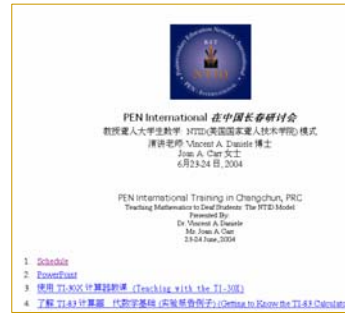 RIT
NTID
PEN International 在中国长春研讨会
教授聋人大学生数学 NTID(美国国家聋人技术学院) 模式
演讲老师 Vincent A. Daniele 博士
Joan A. Carr 女士
6月23-24 日, 2004
PEN International Training in Changchun, PRC
Teaching Mathematics to Deaf Students: The NTID Model
Presented By:
Dr. Vincent A. Daniele
Ms. Joan A. Carr
23-24 June, 2004
1. Schedule
2. PowerPoint
3. 使用 TI-30X 计算器教课 (Teaching with the TI-30X)
4. 了解 TI-83 计算器 代数学基础 (实验报告例子) (Getting to Know the TI-83 Calculato